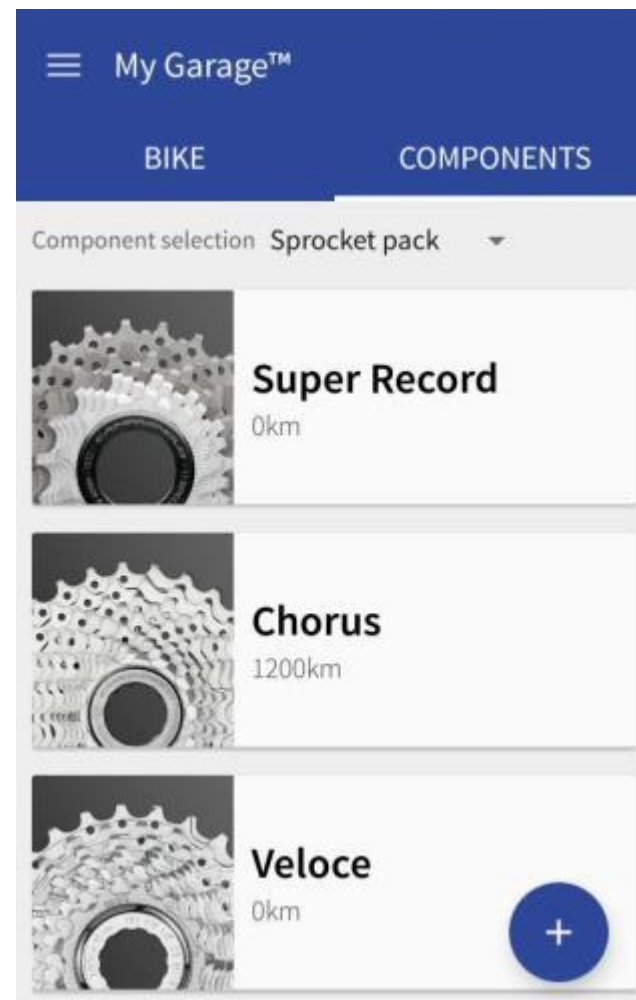 My Garage™
BIKE COMPONENTS
Component selection Sprocket pack
Super Record
0km
Chorus
1200km
Veloce
0km
+